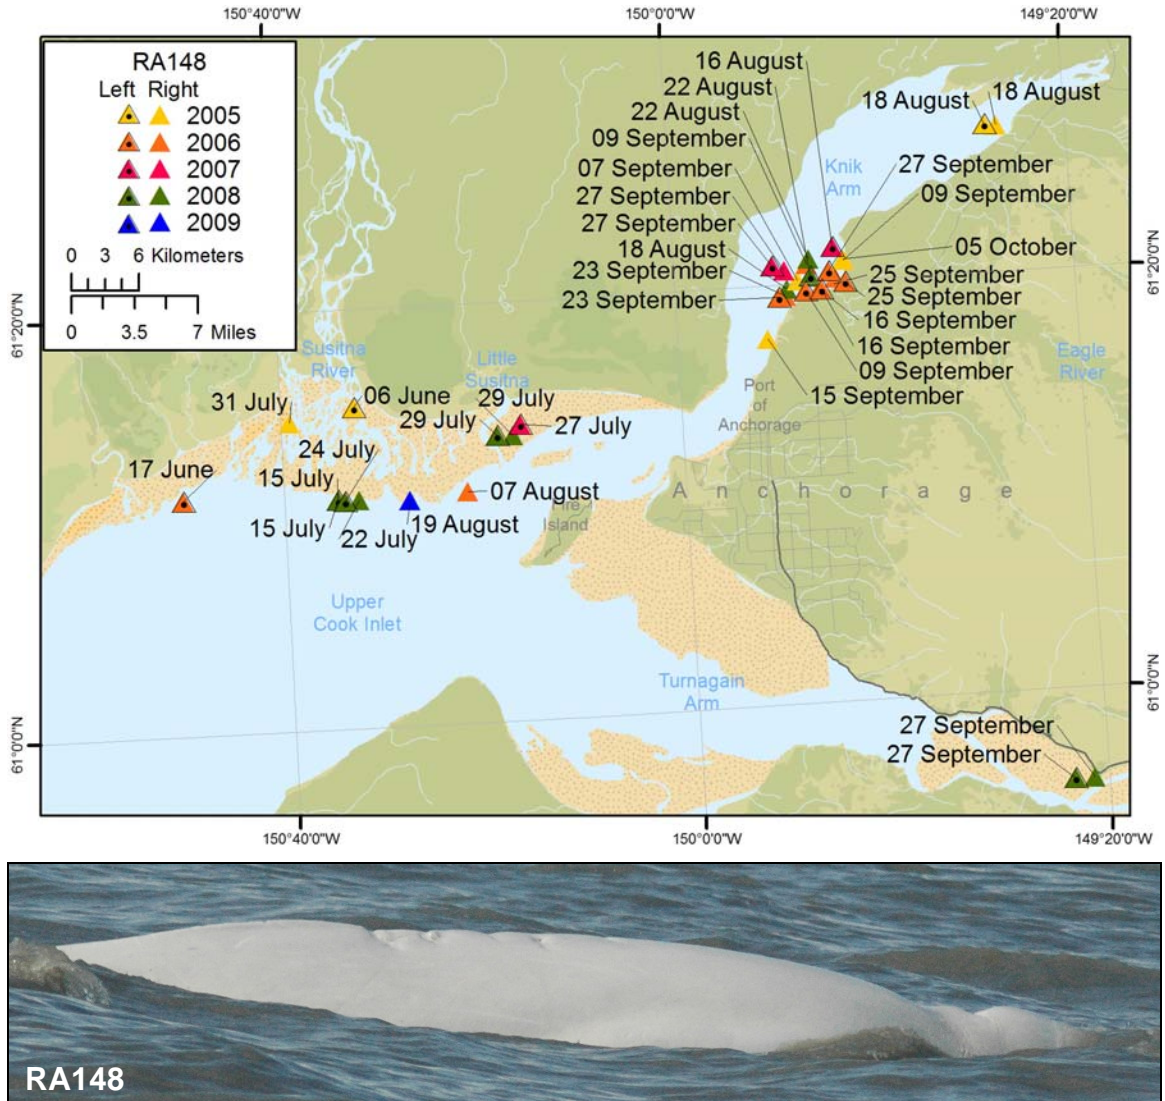 150°40'0"W
150°0'0"W
149°20'0"W
RA148
Left Right
2005
2006
2007
2008
2009
0 3 6 Kilometers
0 3.5 7 Miles
16 August
22 August
22 August
09 September
07 September
27 September
27 September
18 August
23 September
23 September
18 August
18 August
Knik
Arm
27 September
09 September
05 October
25 September
25 September
16 September
16 September
09 September
15 September
61°20'0"N
61°20'0"N
Susitna
River
Little
Susitna
Eagle
River
Port
of
Anchorage
31 July
06 June
29 July
29 July
27 July
24 July
17 June
15 July
07 August
15 July
22 July
19 August
Fire
Island
Anchorage
Upper
Cook Inlet
Turnagain
Arm
61°0'0"N
61°0'0"N
27 September
27 September
150°40'0"W
150°0'0"W
149°20'0"W
RA148